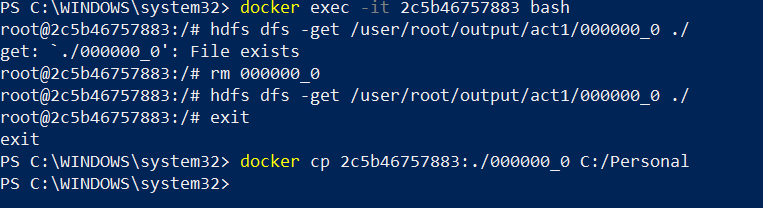 PS C:\WINDOWS\system32> docker exec -it 2c5b46757883 bash
root@2c5b46757883:/# hdfs dfs -get /user/root/output/act1/000000_0 ./
get: `./000000_0': File exists
root@2c5b46757883:/# rm 000000_0
root@2c5b46757883:/# hdfs dfs -get /user/root/output/act1/000000_0 ./
root@2c5b46757883:/# exit
exit
PS C:\WINDOWS\system32> docker cp 2c5b46757883:./000000_0 C:/Personal
PS C:\WINDOWS\system32>